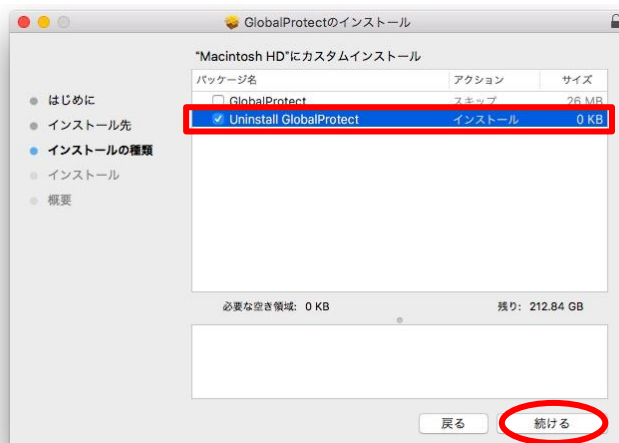 GlobalProtectのインストール
"Macintosh HD"にカスタムインストール
パッケージ名 アクション サイズ
GlobalProtect スキップ 26 MB
Uninstall GlobalProtect インストール 0 KB
はじめに
インストール先
インストールの種類
インストール
概要
必要な空き領域: 0 KB 残り: 212.84 GB
戻る 続ける